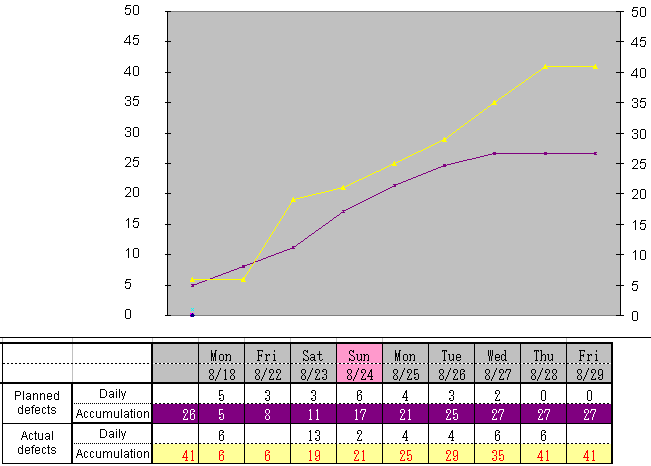 50 50
45 45
40 40
35 35
30 30
25 25
20 20
15 15
10 10
5 5
0 0
Mon Fri Sat Sun Mon Tue Wed Thu Fri
8/18 8/22 8/23 8/24 8/25 8/26 8/27 8/28 8/29
Planned defects Daily 5 3 3 6 4 3 2 0 0
Accumulation 26 5 8 11 17 21 25 27 27 27
Actual defects Daily 6 13 2 4 4 6 6
Accumulation 41 6 6 19 21 25 29 35 41 41